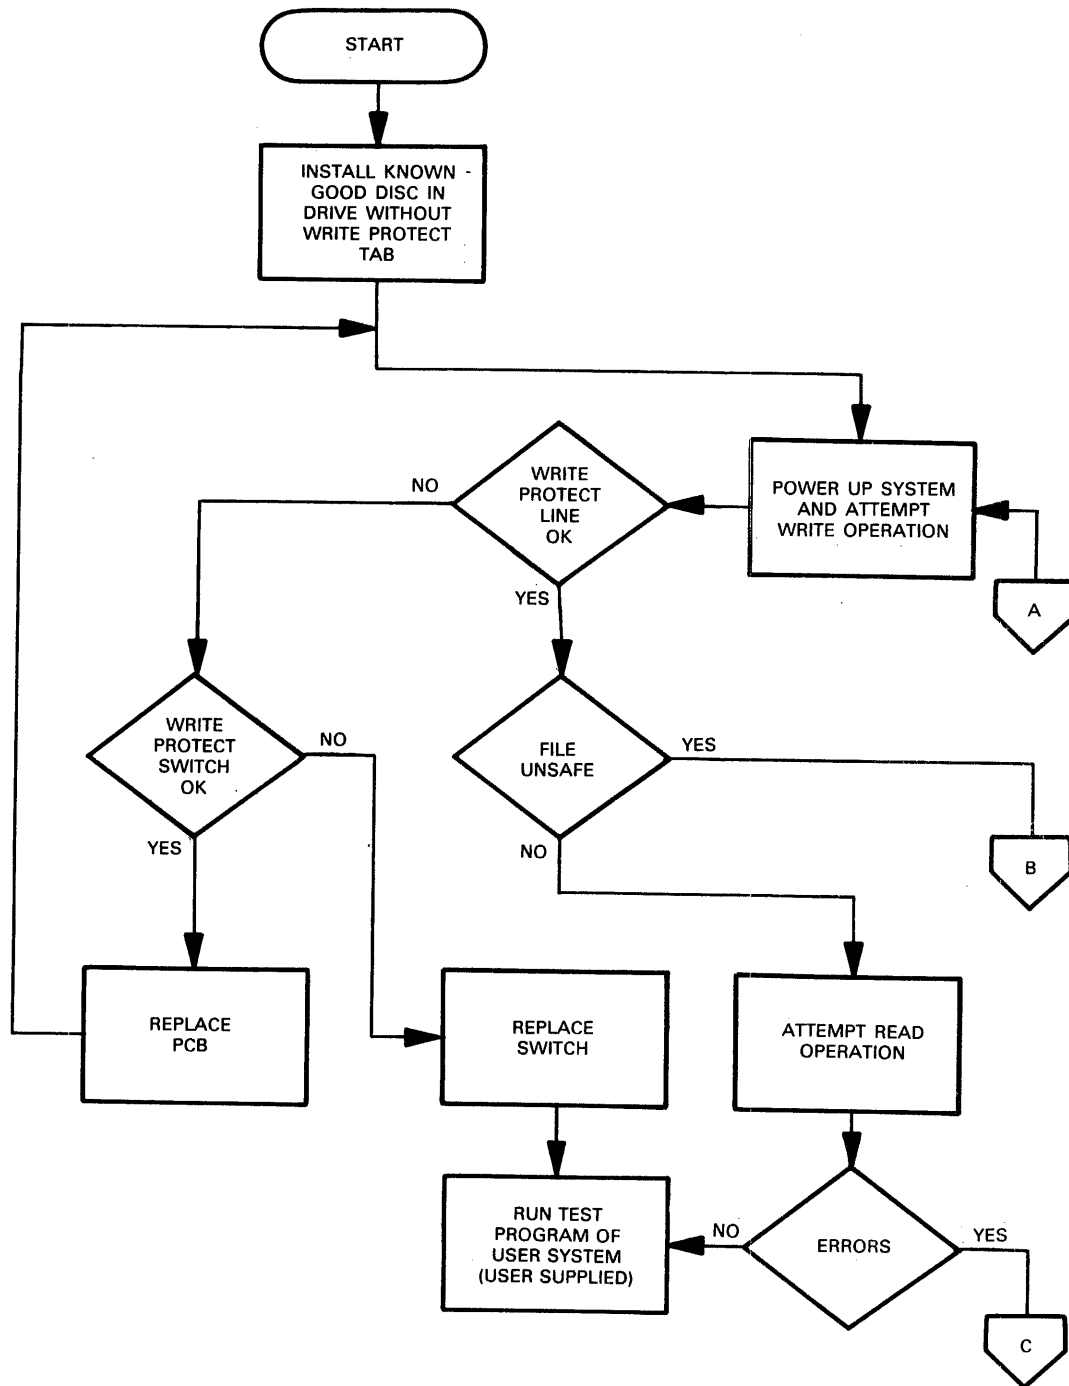 START
INSTALL KNOWN -
GOOD DISC IN
DRIVE WITHOUT
WRITE PROTECT
TAB
WRITE
PROTECT
LINE
OK
NO
YES
POWER UP SYSTEM
AND ATTEMPT
WRITE OPERATION
A
WRITE
PROTECT
SWITCH
OK
NO
YES
FILE
UNSAFE
YES
NO
B
REPLACE
PCB
REPLACE
SWITCH
ATTEMPT READ
OPERATION
RUN TEST
PROGRAM OF
USER SYSTEM
(USER SUPPLIED)
NO
ERRORS
YES
C